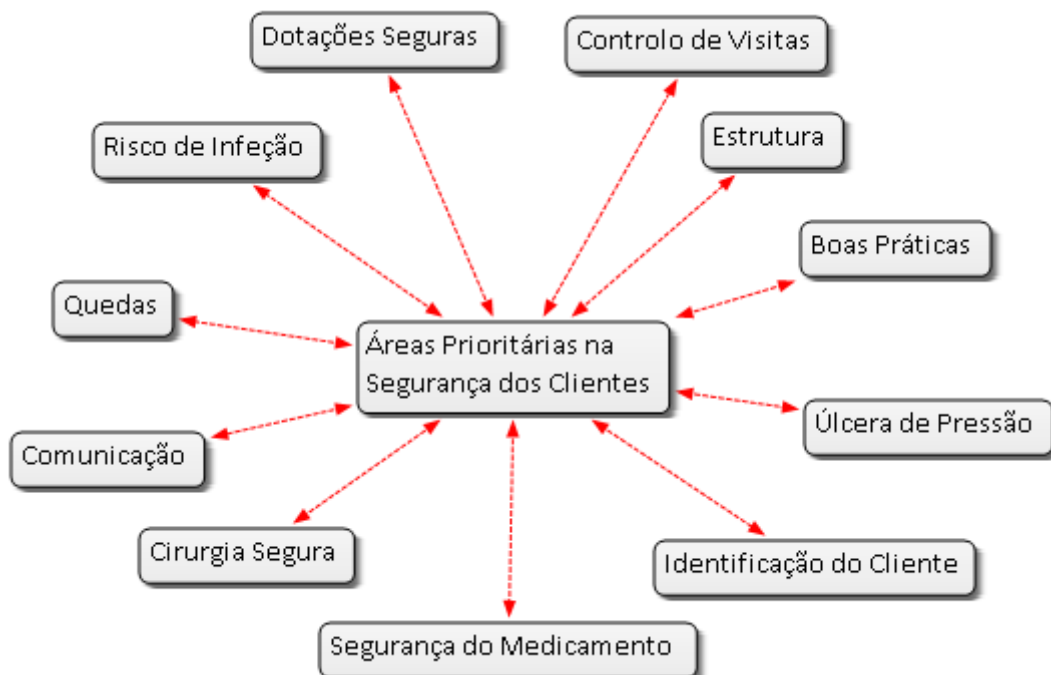 Dotações Seguras
Controlo de Visitas
Risco de Infeção
Estrutura
Boas Práticas
Quedas
Áreas Prioritárias na
Segurança dos Clientes
Úlcera de Pressão
Comunicação
Cirurgia Segura
Identificação do Cliente
Segurança do Medicamento